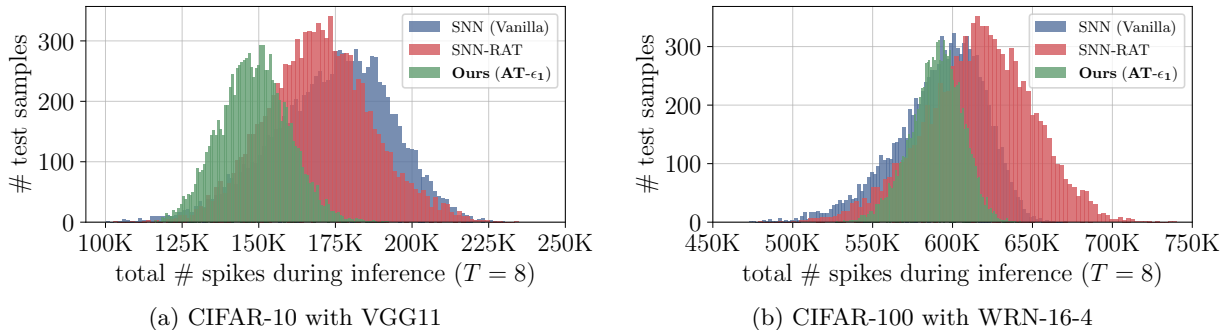 # test samples
300
200
100
0
SNN (Vanilla)
SNN-RAT
Ours (AT-ϵ₁)
100K 125K 150K 175K 200K 225K 250K
total # spikes during inference (T = 8)
(a) CIFAR-10 with VGG11
# test samples
300
200
100
0
SNN (Vanilla)
SNN-RAT
Ours (AT-ϵ₁)
450K 500K 550K 600K 650K 700K 750K
total # spikes during inference (T = 8)
(b) CIFAR-100 with WRN-16-4